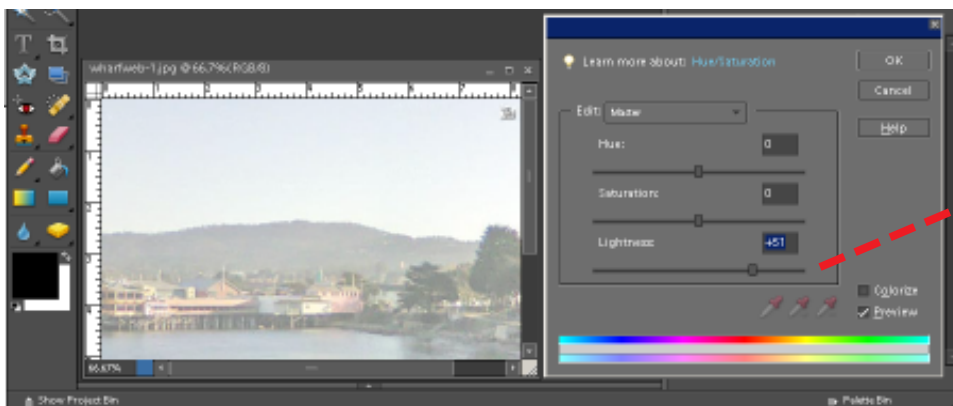 wharfweb-1.jpg @ 66.7%(RGB/8)
Learn more about: Hue/Saturation
OK
Cancel
Help
Edit: Master
Hue: 0
Saturation: 0
Lightness: +51
Colorize
Preview
66.67%
Show Project Bin
Palette Bin